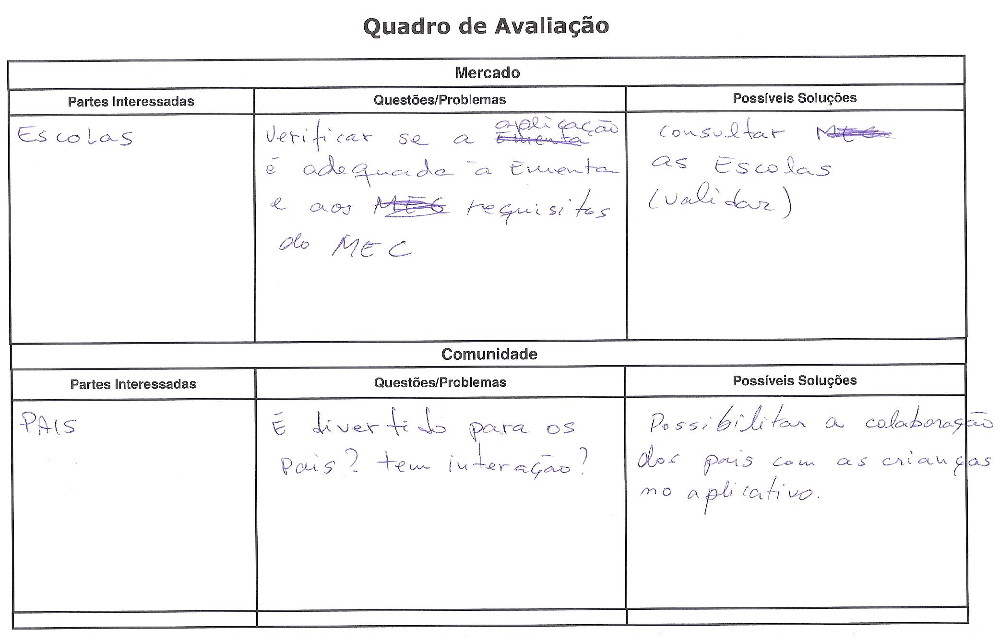 Quadro de Avaliação
Mercado
Partes Interessadas
Questões/Problemas
Possíveis Soluções
Escolas
Verificar se a ementa aplicação
é adequada a Ementa
e aos MEC requisitos
do MEC
consultar MEC
as Escolas
(validar)
Comunidade
Partes Interessadas
Questões/Problemas
Possíveis Soluções
PAIS
É divertido para os
pais? tem interação?
Possibilitar a colaboração
dos pais com as crianças
no aplicativo.